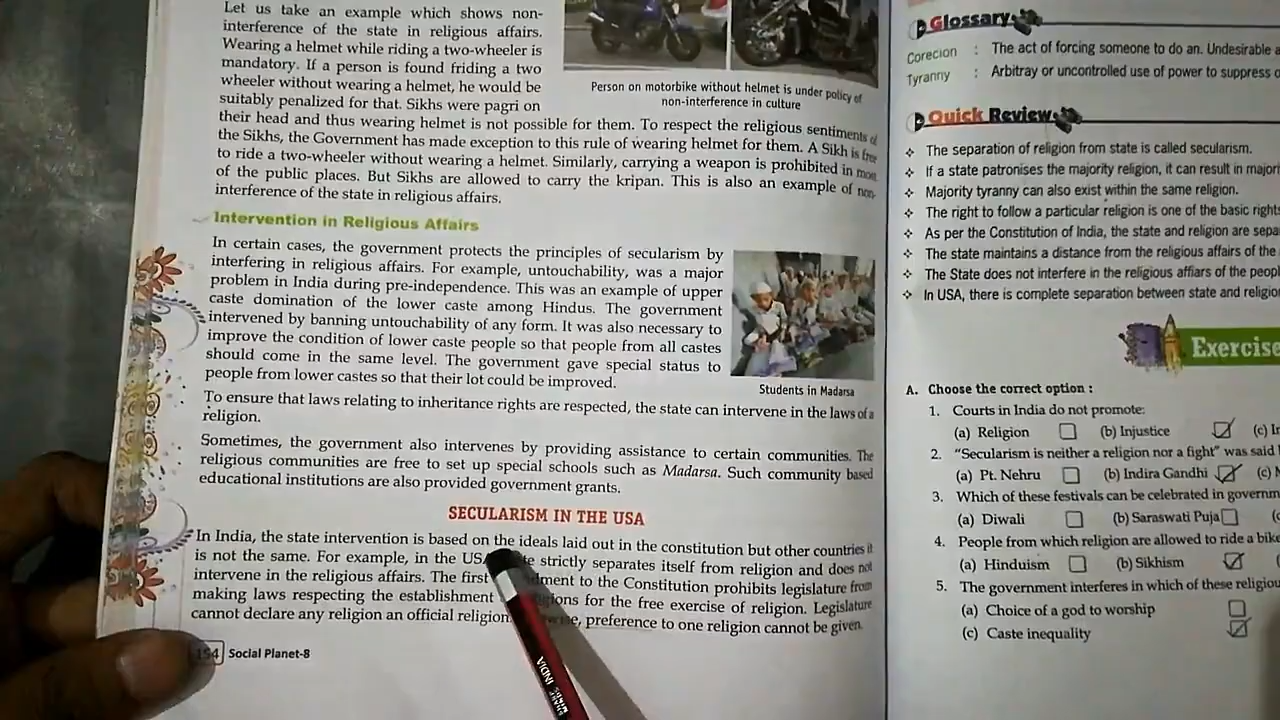 Let us take an example which shows non-
interference of the state in religious affairs.
Wearing a helmet while riding a two-wheeler is
mandatory. If a person is found friding a two
wheeler without wearing a helmet, he would be
suitably penalized for that. Sikhs were pagri on
their head and thus wearing helmet is not possible for them. To respect the religious sentiments of
the Sikhs, the Government has made exception to this rule of wearing helmet for them. A Sikh is free
to ride a two-wheeler without wearing a helmet. Similarly, carrying a weapon is prohibited in most
of the public places. But Sikhs are allowed to carry the kripan. This is also an example of non-
interference of the state in religious affairs.
Person on motorbike without helmet is under policy of
non-interference in culture
Intervention in Religious Affairs
In certain cases, the government protects the principles of secularism by
interfering in religious affairs. For example, untouchability, was a major
problem in India during pre-independence. This was an example of upper
caste domination of the lower caste among Hindus. The government
intervened by banning untouchability of any form. It was also necessary to
improve the condition of lower caste people so that people from all castes
should come in the same level. The government gave special status to
people from lower castes so that their lot could be improved.
Students in Madarsa
To ensure that laws relating to inheritance rights are respected, the state can intervene in the laws of a
religion.
Sometimes, the government also intervenes by providing assistance to certain communities. The
religious communities are free to set up special schools such as Madarsa. Such community based
educational institutions are also provided government grants.
SECULARISM IN THE USA
In India, the state intervention is based on the ideals laid out in the constitution but other countries it
is not the same. For example, in the USA strictly separates itself from religion and does not
intervene in the religious affairs. The first to the Constitution prohibits legislature from
making laws respecting the establishment for the free exercise of religion. Legislature
cannot declare any religion an official religion preference to one religion cannot be given.
154 Social Planet-8
MADE INDIA
Glossary
Corecion : The act of forcing someone to do an. Undesirable a
Tyranny : Arbitray or uncontrolled use of power to suppress o
Quick Review
❖ The separation of religion from state is called secularism.
❖ If a state patronises the majority religion, it can result in major
❖ Majority tyranny can also exist within the same religion.
❖ The right to follow a particular religion is one of the basic rights
❖ As per the Constitution of India, the state and religion are sepa
❖ The state maintains a distance from the religious affairs of the
❖ The State does not interfere in the religious affiars of the peopl
❖ In USA, there is complete separation between state and religio
Exercise
A. Choose the correct option :
1. Courts in India do not promote:
(a) Religion (b) Injustice (c) In
2. "Secularism is neither a religion nor a fight" was said
(a) Pt. Nehru (b) Indira Gandhi (c)
3. Which of these festivals can be celebrated in governm
(a) Diwali (b) Saraswati Puja (c
4. People from which religion are allowed to ride a bike
(a) Hinduism (b) Sikhism
5. The government interferes in which of these religiou
(a) Choice of a god to worship
(c) Caste inequality